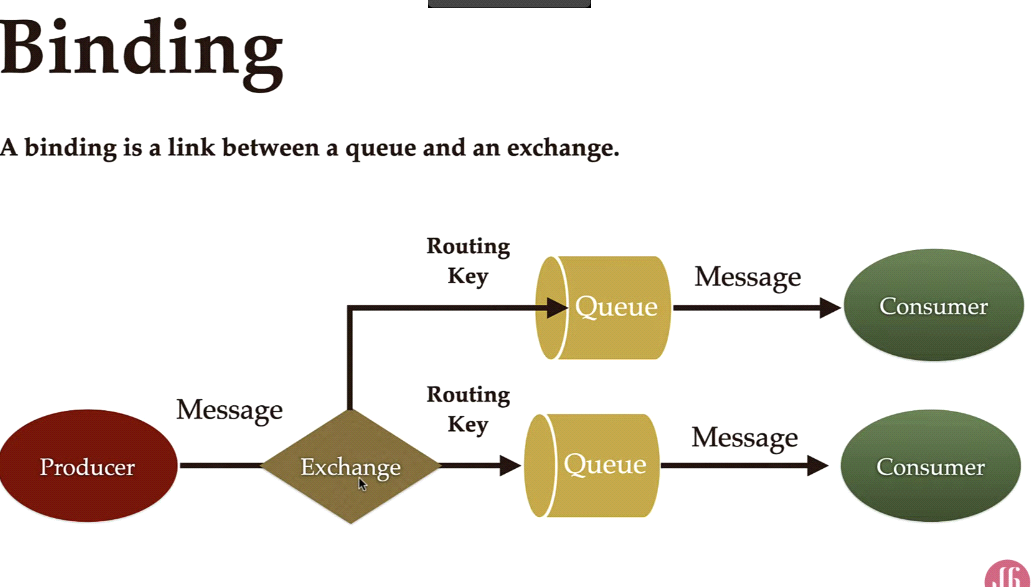 Binding
A binding is a link between a queue and an exchange.
Routing
Key
Queue
Message
Consumer
Message
Routing
Key
Producer
Exchange
Queue
Message
Consumer